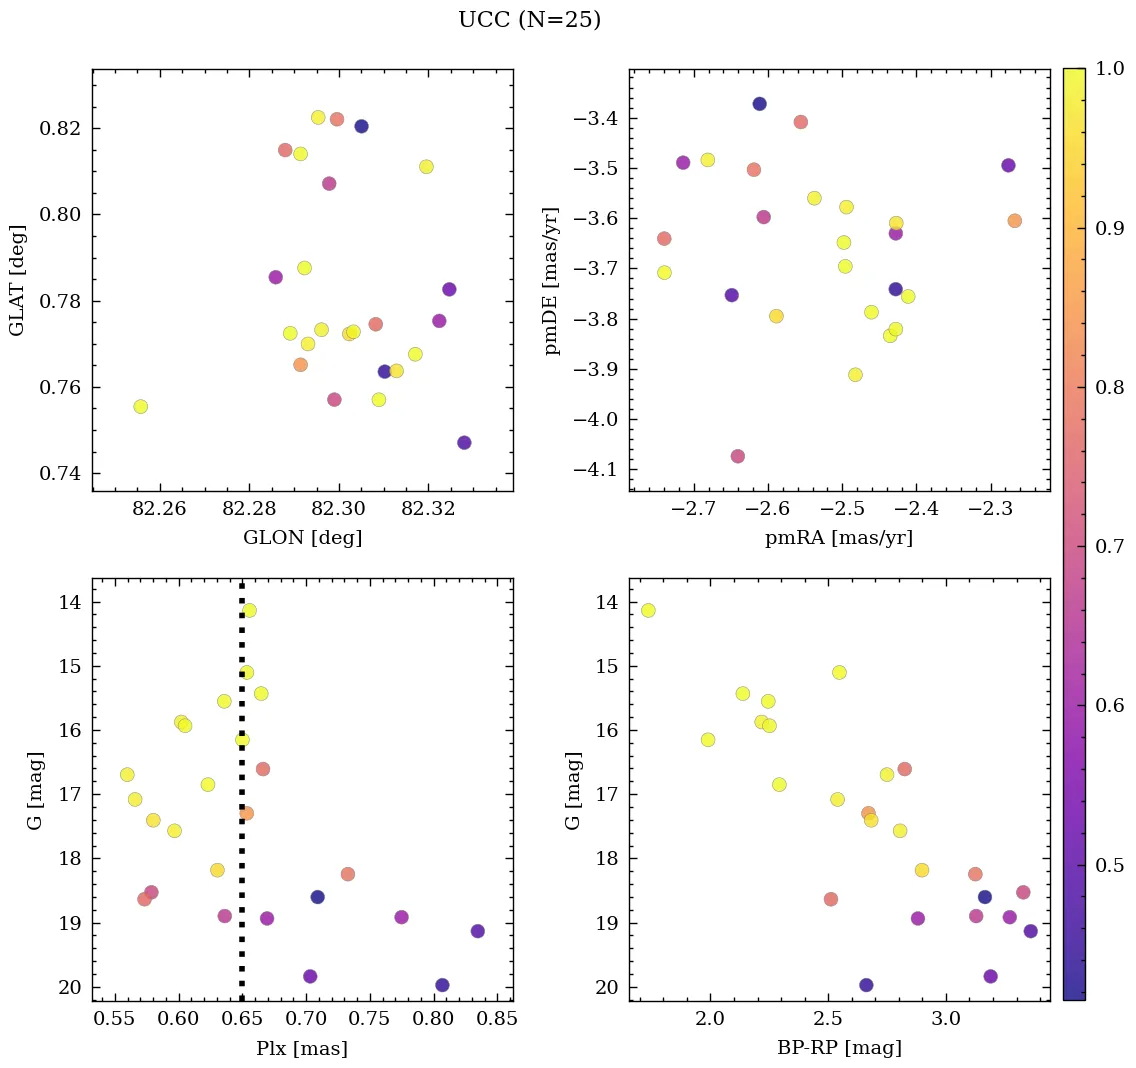 UCC (N=25)
0.82
0.80
0.78
0.76
0.74
GLAT [deg]
82.26 82.28 82.30 82.32
GLON [deg]
−3.4
−3.5
−3.6
−3.7
−3.8
−3.9
−4.0
−4.1
pmDE [mas/yr]
−2.7 −2.6 −2.5 −2.4 −2.3
pmRA [mas/yr]
14
15
16
17
18
19
20
G [mag]
0.55 0.60 0.65 0.70 0.75 0.80 0.85
Plx [mas]
14
15
16
17
18
19
20
G [mag]
2.0 2.5 3.0
BP-RP [mag]
1.0
0.9
0.8
0.7
0.6
0.5